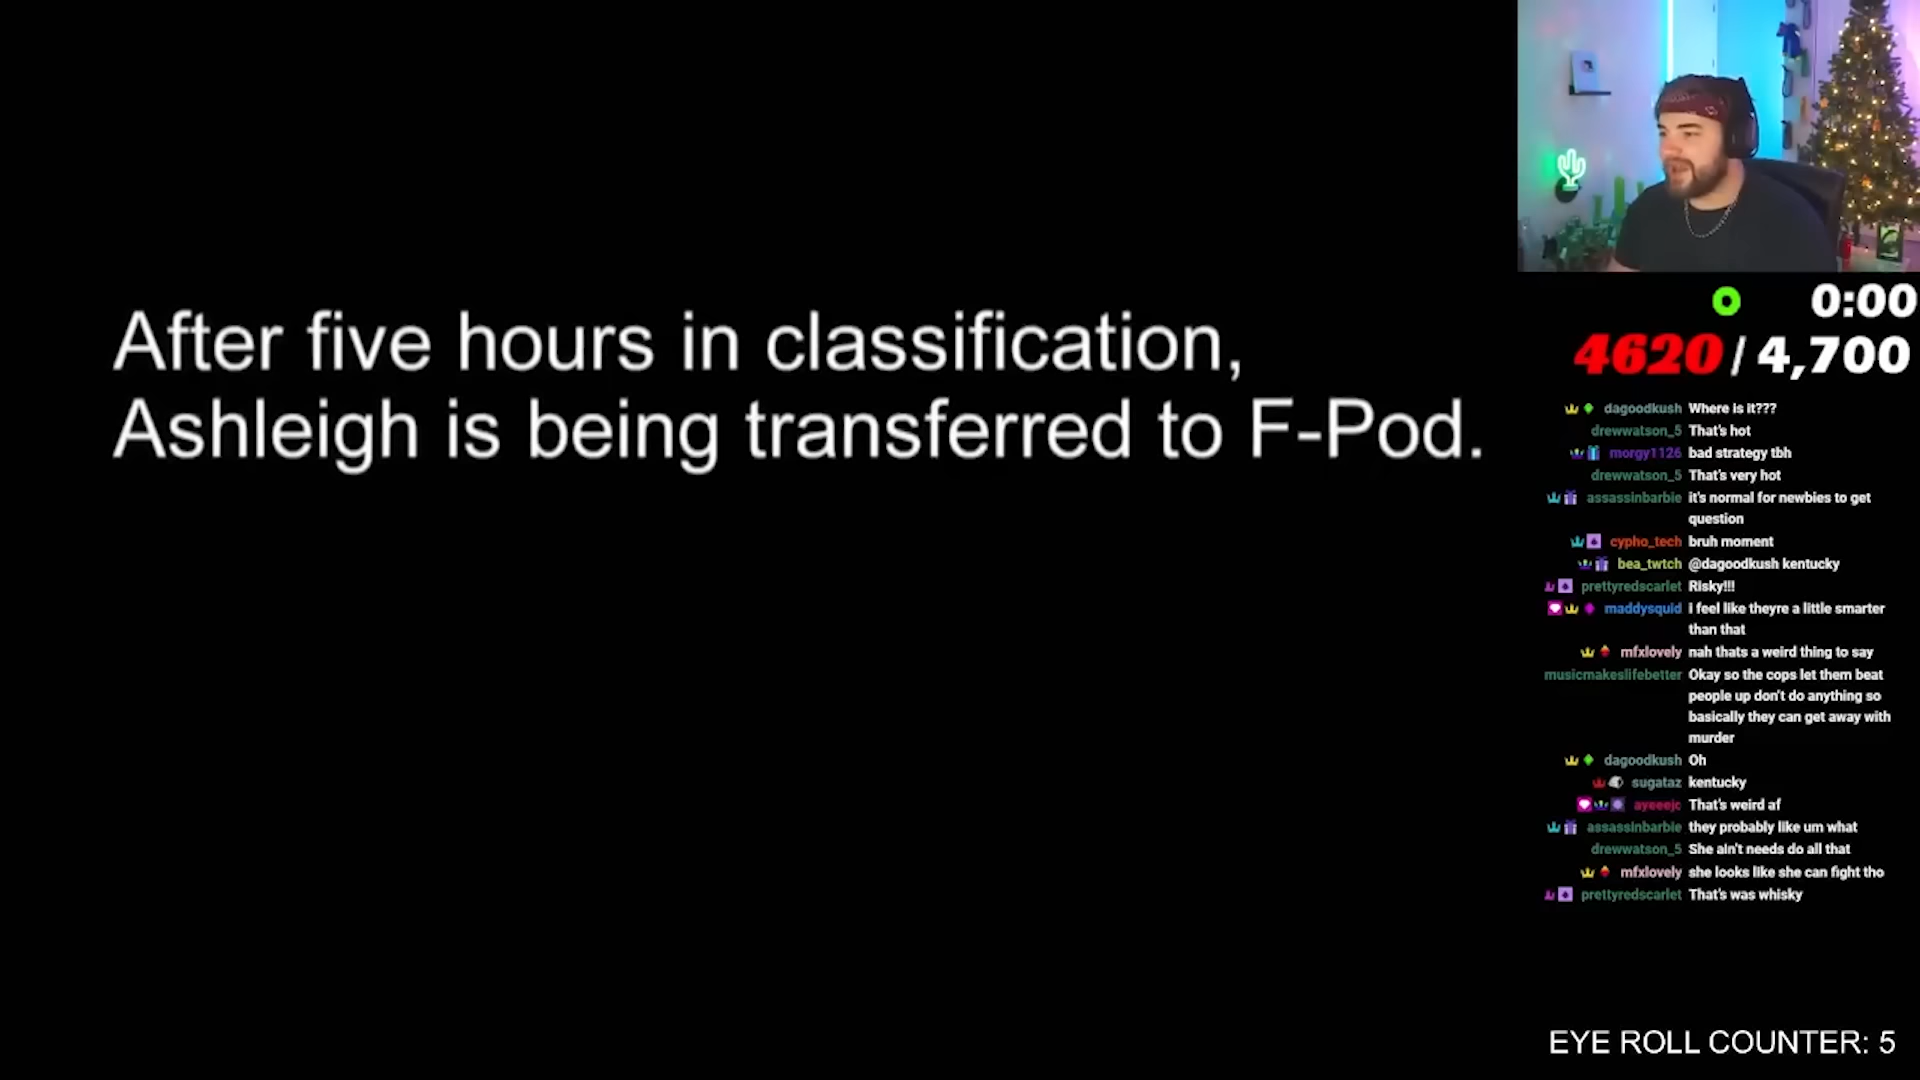 After five hours in classification,
Ashleigh is being transferred to F-Pod.
0:00
4620 / 4,700
dagoodkush Where is it???
drewwatson_5 That's hot
morgy1126 bad strategy tbh
drewwatson_5 That's very hot
assassinbarbie it's normal for newbies to get
question
cypho_tech bruh moment
bea_twtch @dagoodkush kentucky
prettyredscarlet Risky!!!
maddysquid i feel like theyre a little smarter
than that
mfxlovely nah thats a weird thing to say
musicmakeslifebetter Okay so the cops let them beat
people up don't do anything so
basically they can get away with
murder
dagoodkush Oh
sugataz kentucky
ayeeejc That's weird af
assassinbarbie they probably like um what
drewwatson_5 She ain't needs do all that
mfxlovely she looks like she can fight tho
prettyredscarlet That's was whisky
EYE ROLL COUNTER: 5